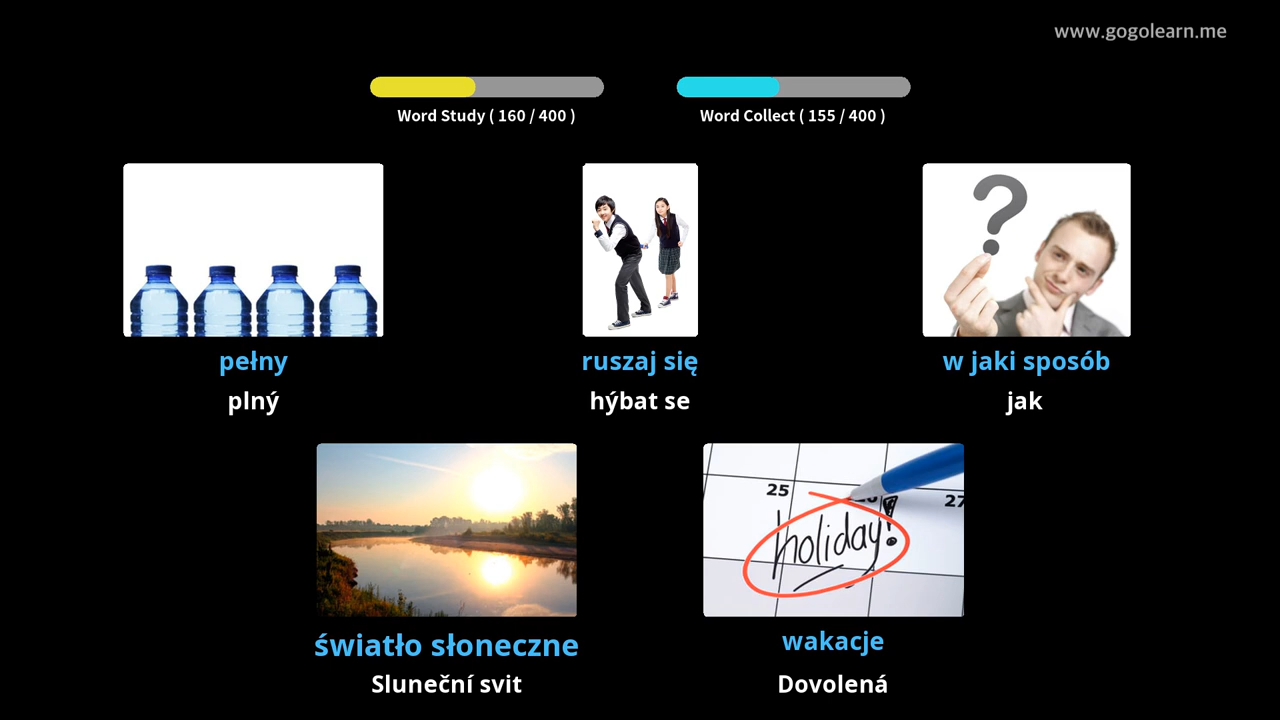 www.gogolearn.me
Word Study ( 160 / 400 )
Word Collect ( 155 / 400 )
pełny
ruszaj się
w jaki sposób
plný
hýbat se
jak
25
27
holiday!
światło słoneczne
wakacje
Sluneční svit
Dovolená